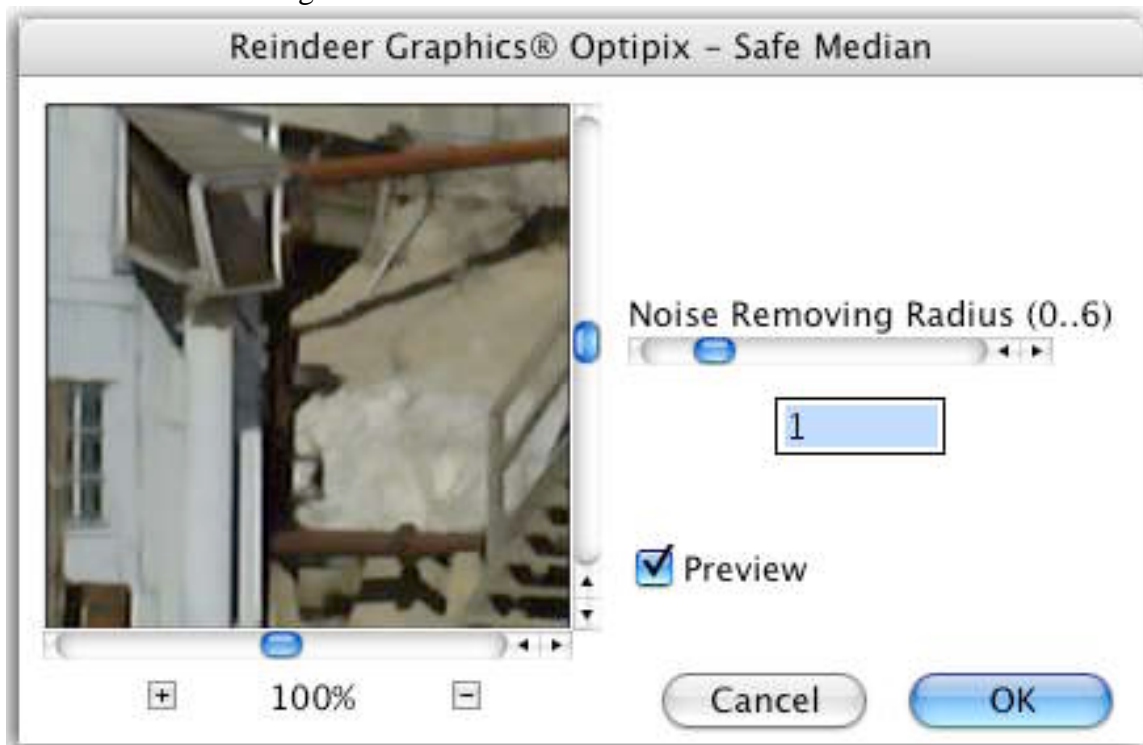 Reindeer Graphics® Optipix – Safe Median
Noise Removing Radius (0..6)
1
Preview
+ 100% −
Cancel OK